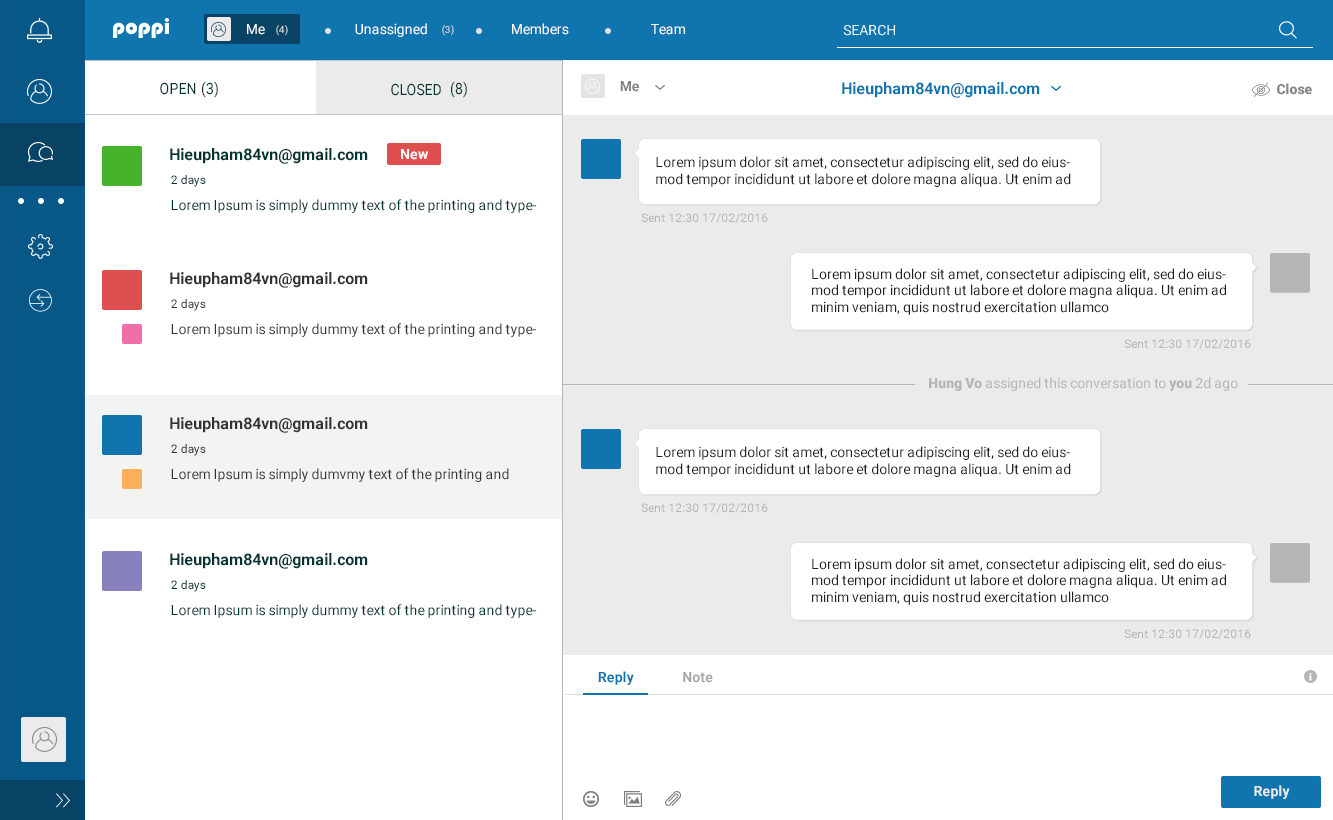 poppi
Me (4)
Unassigned (3)
Members
Team
SEARCH
OPEN (3)
CLOSED (8)
Hieupham84vn@gmail.com New
2 days
Lorem Ipsum is simply dummy text of the printing and type-
Hieupham84vn@gmail.com
2 days
Lorem Ipsum is simply dummy text of the printing and type-
Hieupham84vn@gmail.com
2 days
Lorem Ipsum is simply dumvmy text of the printing and
Hieupham84vn@gmail.com
2 days
Lorem Ipsum is simply dummy text of the printing and type-
Me
Hieupham84vn@gmail.com
Close
Lorem ipsum dolor sit amet, consectetur adipiscing elit, sed do eius-
mod tempor incididunt ut labore et dolore magna aliqua. Ut enim ad
Sent 12:30 17/02/2016
Lorem ipsum dolor sit amet, consectetur adipiscing elit, sed do eius-
mod tempor incididunt ut labore et dolore magna aliqua. Ut enim ad
minim veniam, quis nostrud exercitation ullamco
Sent 12:30 17/02/2016
Hung Vo assigned this conversation to you 2d ago
Lorem ipsum dolor sit amet, consectetur adipiscing elit, sed do eius-
mod tempor incididunt ut labore et dolore magna aliqua. Ut enim ad
Sent 12:30 17/02/2016
Lorem ipsum dolor sit amet, consectetur adipiscing elit, sed do eius-
mod tempor incididunt ut labore et dolore magna aliqua. Ut enim ad
minim veniam, quis nostrud exercitation ullamco
Sent 12:30 17/02/2016
Reply
Note
Reply